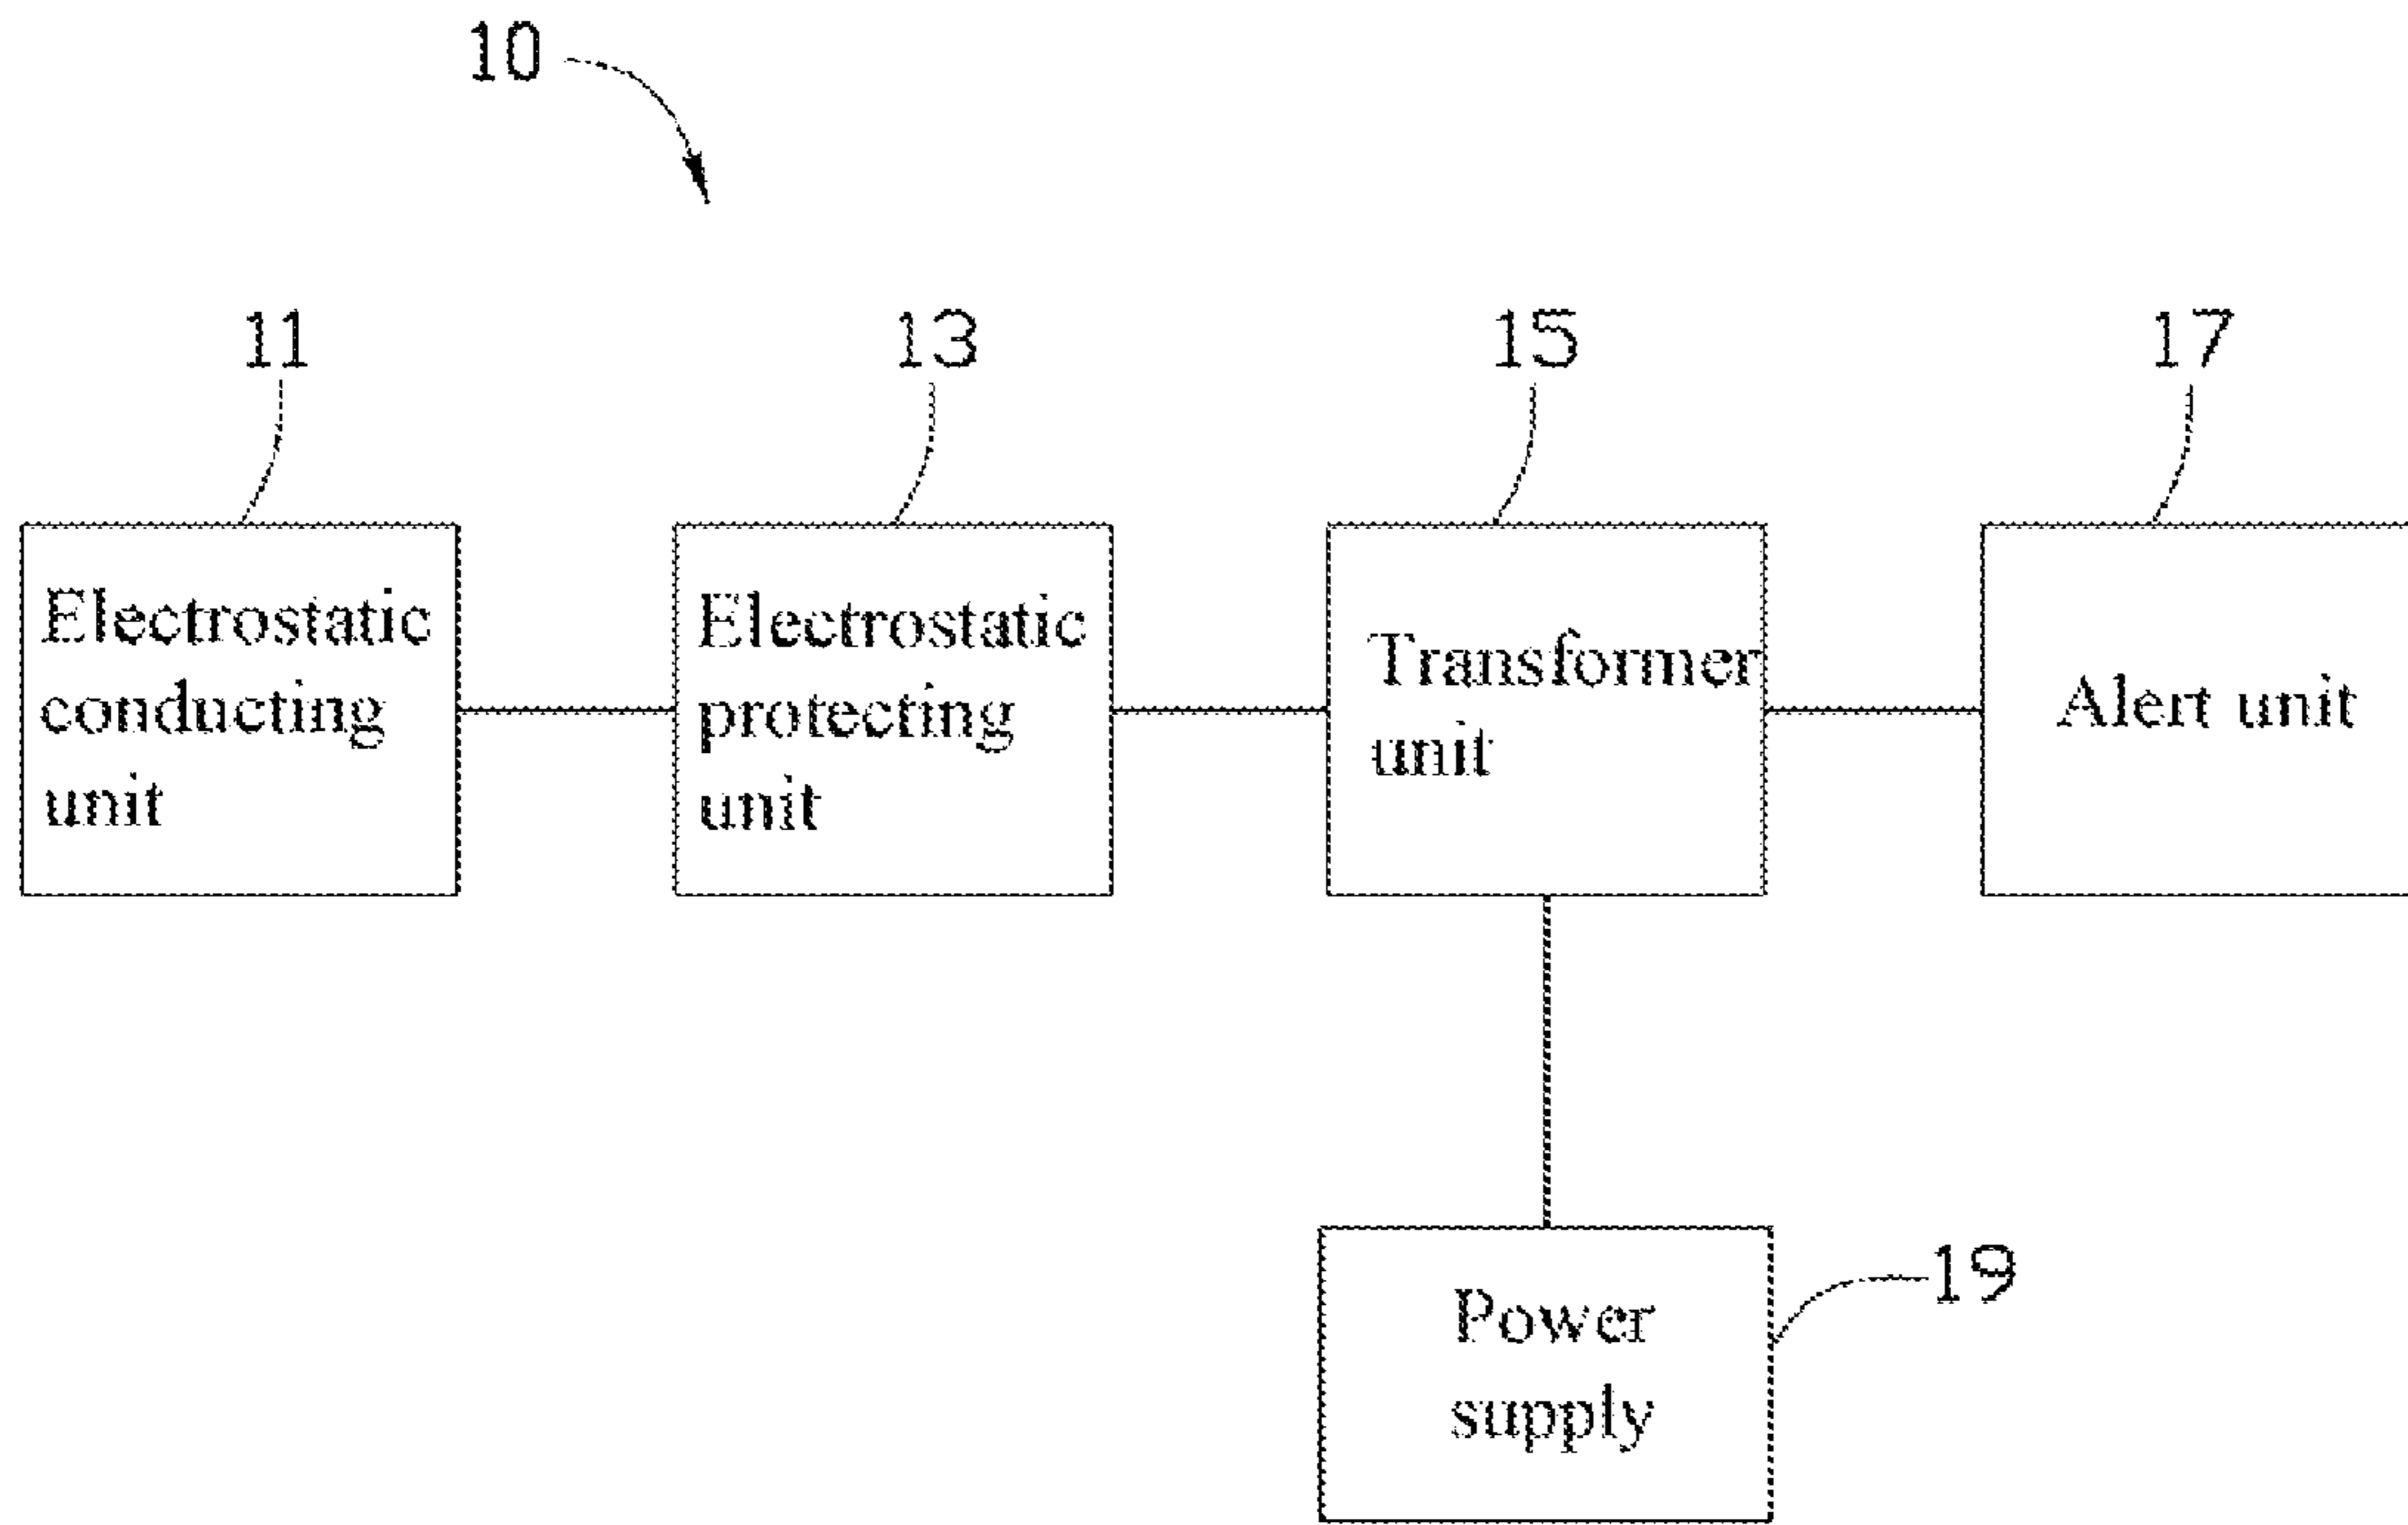 10
11
13
15
17
Electrostatic
conducting
unit
Electrostatic
protecting
unit
Transformer
unit
Alert unit
19
Power
supply